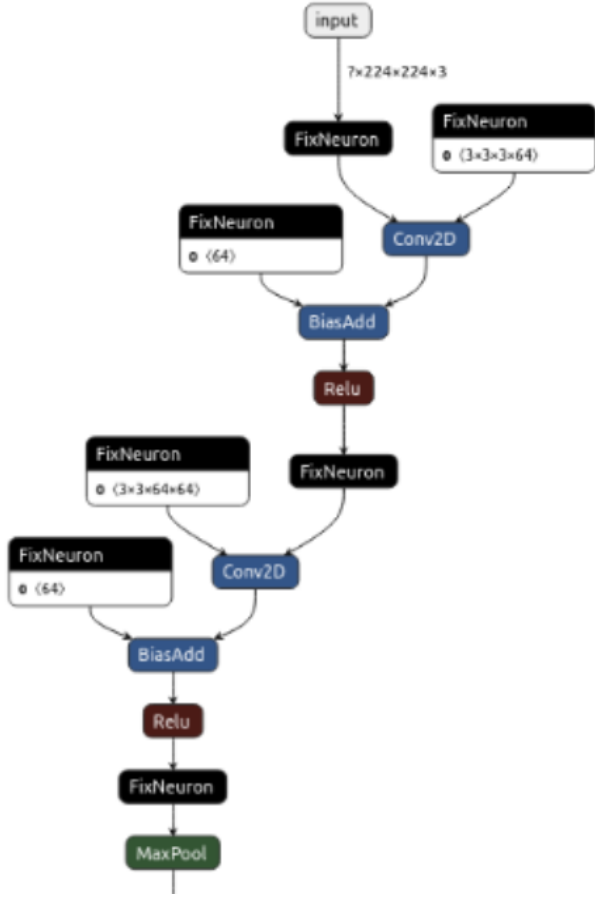 input
?×224×224×3
FixNeuron
FixNeuron
0 ⟨3×3×3×64⟩
FixNeuron
0 ⟨64⟩
Conv2D
BiasAdd
Relu
FixNeuron
0 ⟨3×3×64×64⟩
FixNeuron
FixNeuron
0 ⟨64⟩
Conv2D
BiasAdd
Relu
FixNeuron
MaxPool